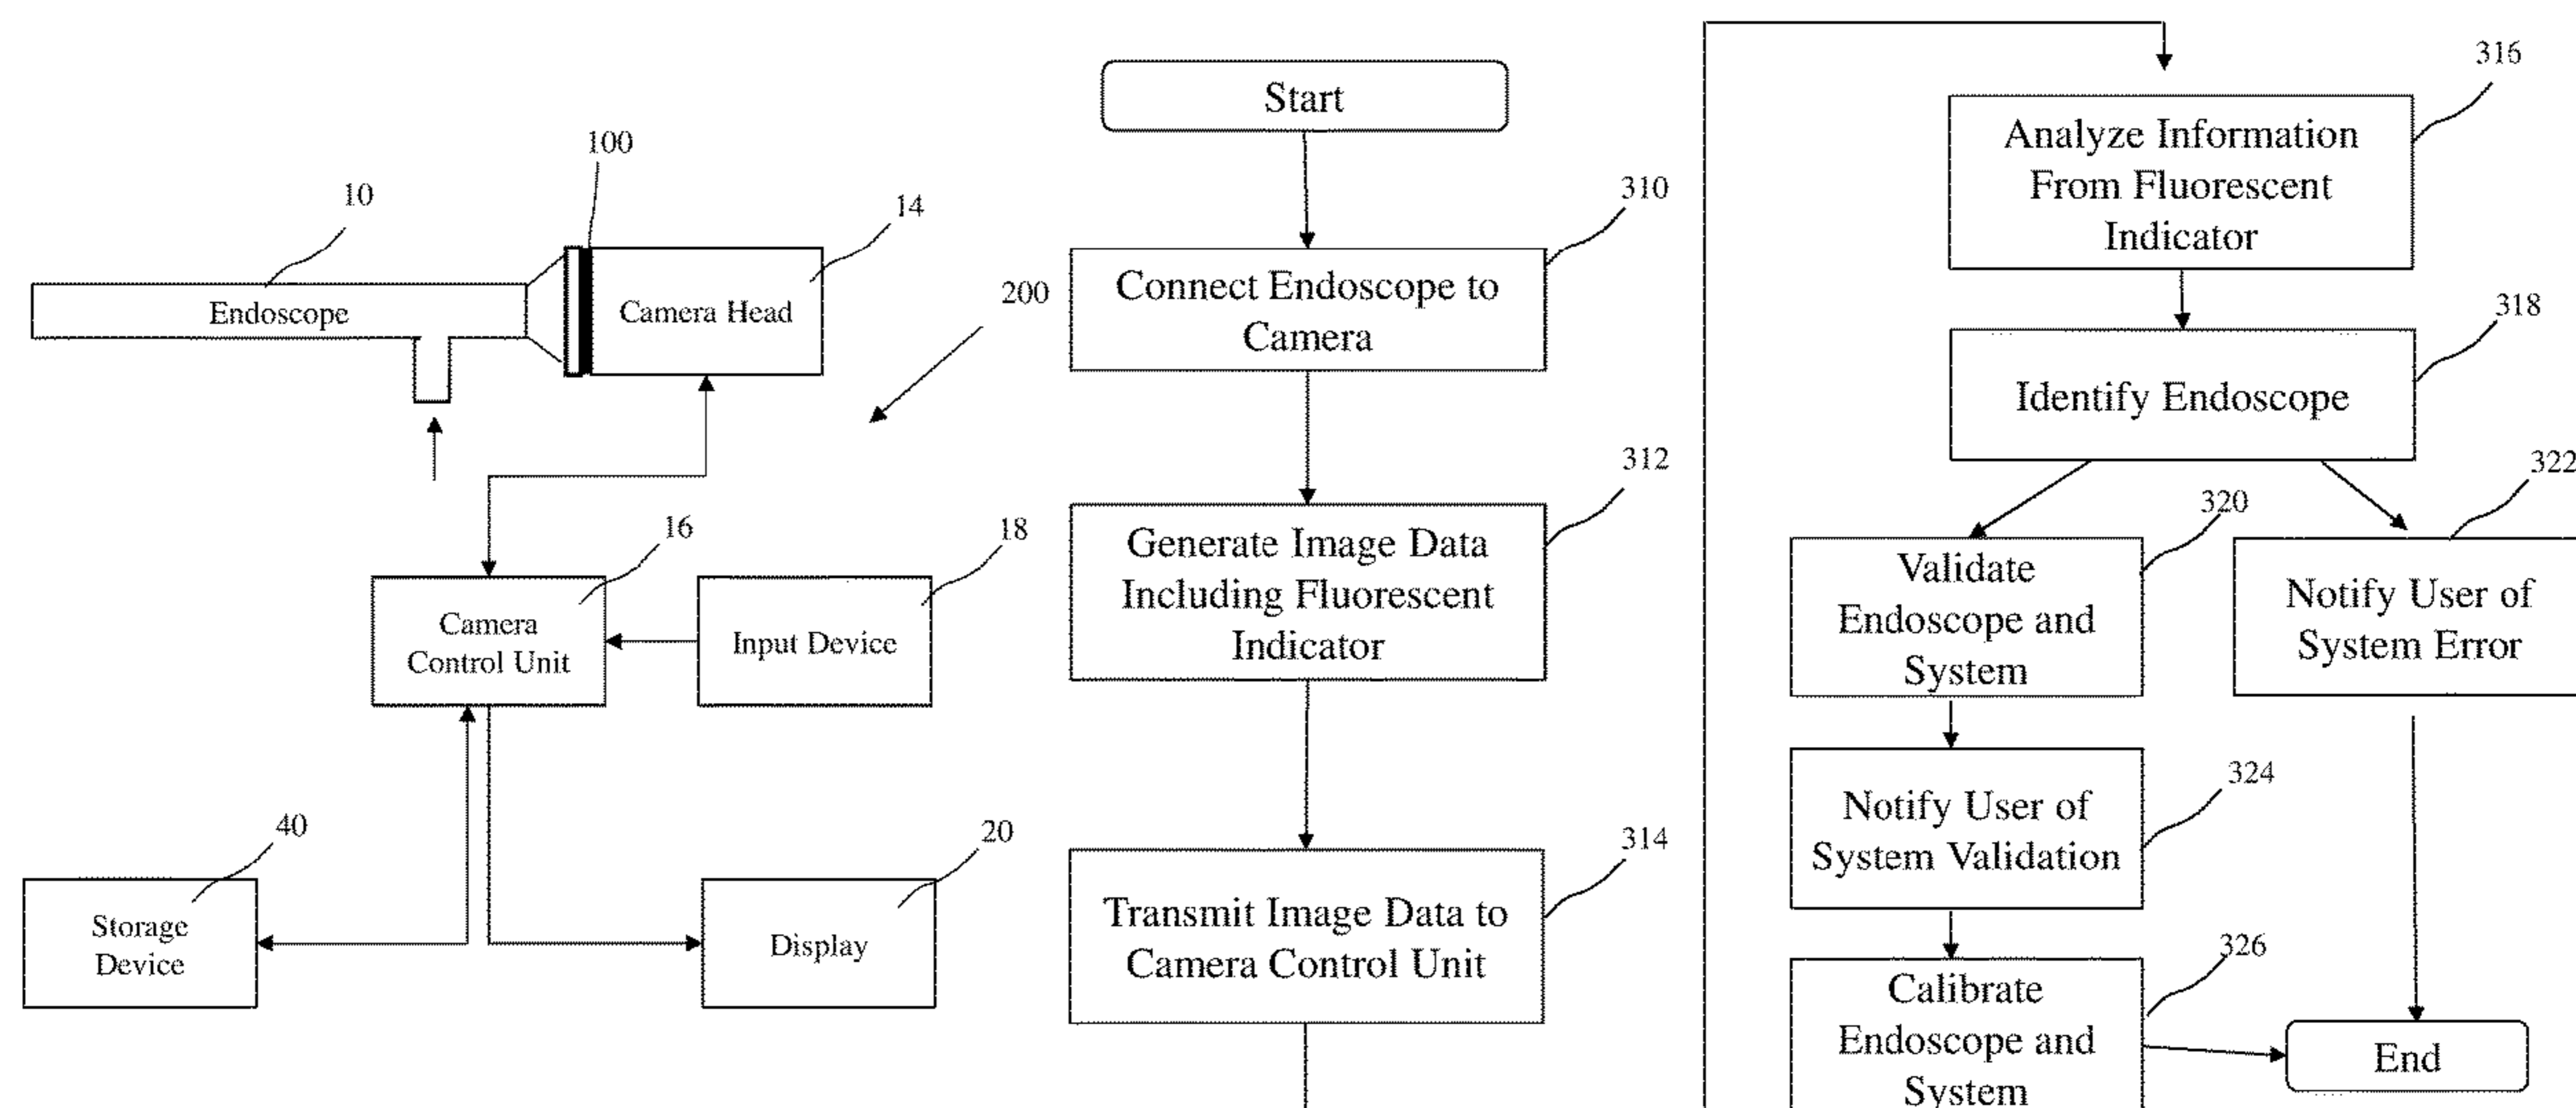 100
10
14
Endoscope
Camera Head
200
16
18
Camera
Control Unit
Input Device
40
20
Storage
Device
Display
Start
310
Connect Endoscope to
Camera
312
Generate Image Data
Including Fluorescent
Indicator
314
Transmit Image Data to
Camera Control Unit
316
Analyze Information
From Fluorescent
Indicator
318
Identify Endoscope
320
322
Validate
Endoscope and
System
Notify User of
System Error
324
Notify User of
System Validation
326
Calibrate
Endoscope and
System
End